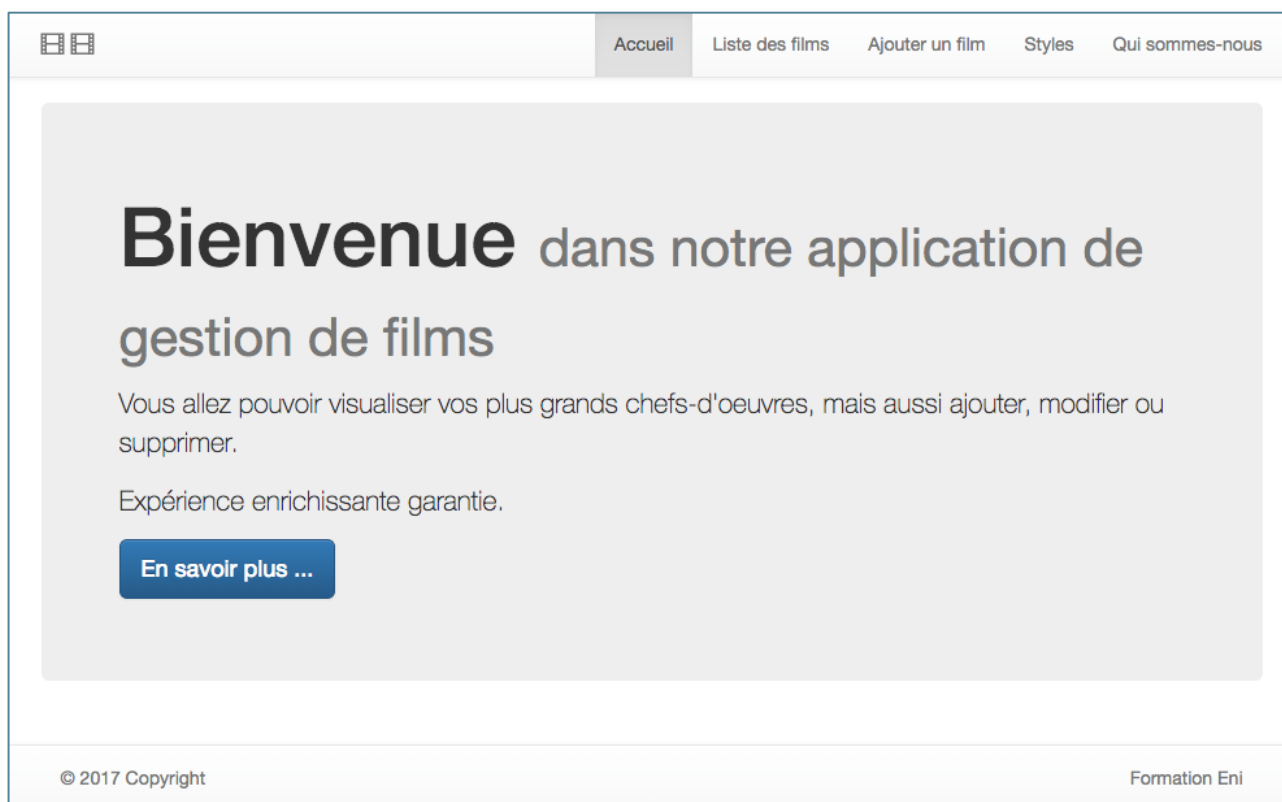 Accueil Liste des films Ajouter un film Styles Qui sommes-nous
Bienvenue dans notre application de
gestion de films
Vous allez pouvoir visualiser vos plus grands chefs-d'oeuvres, mais aussi ajouter, modifier ou
supprimer.
Expérience enrichissante garantie.
En savoir plus ...
© 2017 Copyright Formation Eni